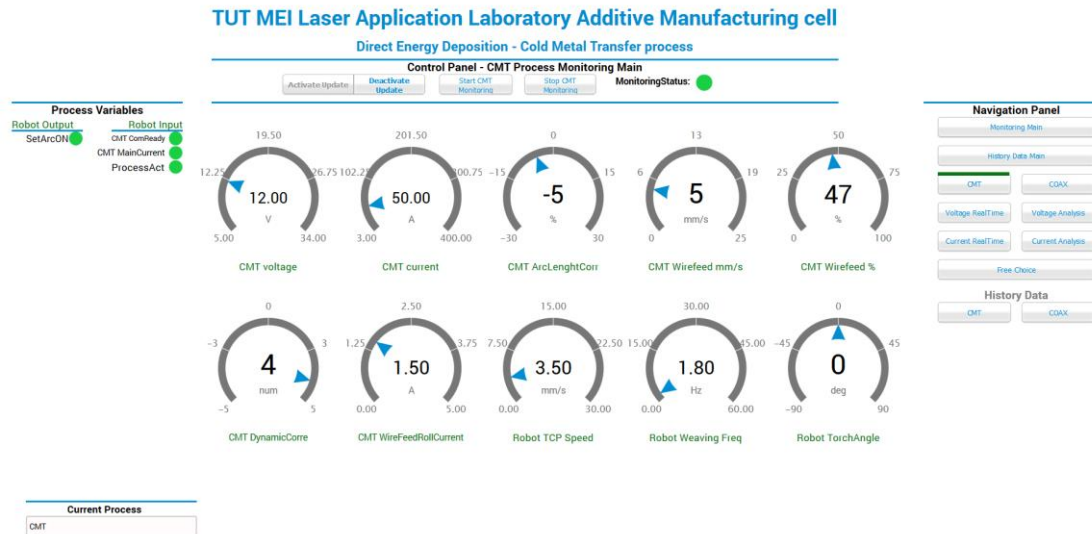 TUT MEI Laser Application Laboratory Additive Manufacturing cell
Direct Energy Deposition - Cold Metal Transfer process
Control Panel - CMT Process Monitoring Main
Activate Update
Deactivate
Update
Start CMT
Monitoring
Stop CMT
Monitoring
MonitoringStatus:
Process Variables
Robot Output
Robot Input
SetArcON
CMT ComReady
CMT MainCurrent
ProcessAct
19.50
12.25
26.75
12.00
V
5.00
34.00
CMT voltage
201.50
102.25
300.75
50.00
A
3.00
400.00
CMT current
0
-15
15
-5
%
-30
30
CMT ArcLenghtCorr
13
6
19
5
mm/s
0
25
CMT Wirefeed mm/s
50
25
75
47
%
0
100
CMT Wirefeed %
0
-3
3
4
num
-5
5
CMT DynamicCorre
2.50
1.25
3.75
1.50
A
0.00
5.00
CMT WireFeedRollCurrent
15.00
7.50
22.50
3.50
mm/s
0.00
30.00
Robot TCP Speed
30.00
15.00
45.00
1.80
Hz
0.00
60.00
Robot Weaving Freq
0
-45
45
0
deg
-90
90
Robot TorchAngle
Navigation Panel
Monitoring Main
History Data Main
CMT
COAX
Voltage RealTime
Voltage Analysis
Current RealTime
Current Analysis
Free Choice
History Data
CMT
COAX
Current Process
CMT